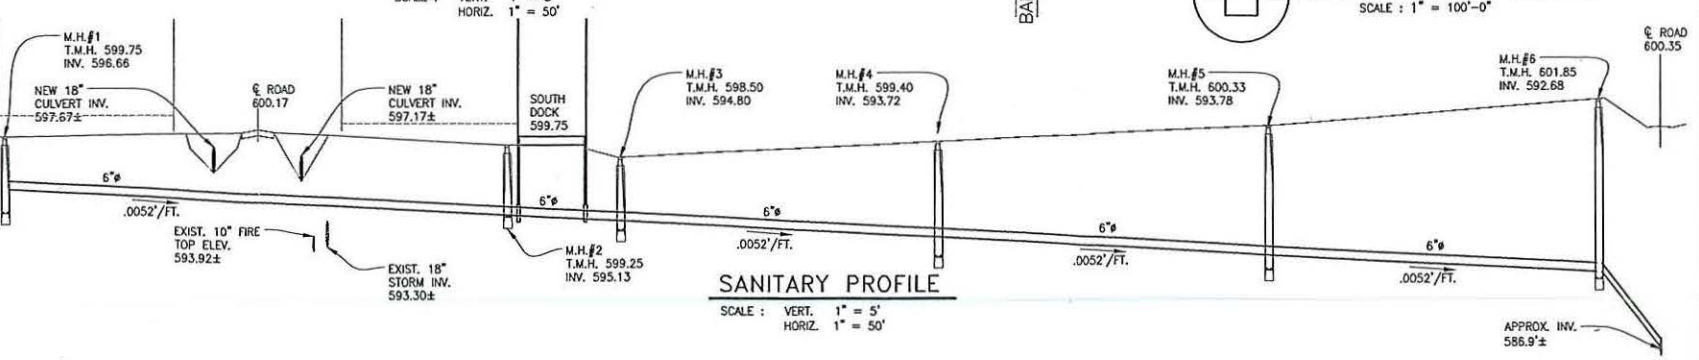 HORIZ. 1" = 50'
SCALE : 1" = 100'-0"
M.H.#1
T.M.H. 599.75
INV. 596.66
NEW 18"
CULVERT INV.
597.67±
℄ ROAD
600.17
NEW 18"
CULVERT INV.
597.17±
SOUTH
DOCK
599.75
M.H.#3
T.M.H. 598.50
INV. 594.80
M.H.#4
T.M.H. 599.40
INV. 593.72
M.H.#5
T.M.H. 600.33
INV. 593.78
M.H.#6
T.M.H. 601.85
INV. 592.68
℄ ROAD
600.35
6"ø
.0052'/FT.
6"ø
6"ø
.0052'/FT.
6"ø
.0052'/FT.
6"ø
.0052'/FT.
EXIST. 10" FIRE
TOP ELEV.
593.92±
EXIST. 18"
STORM INV.
593.30±
M.H.#2
T.M.H. 599.25
INV. 595.13
SANITARY PROFILE
SCALE : VERT. 1" = 5'
HORIZ. 1" = 50'
APPROX. INV.
586.9'±